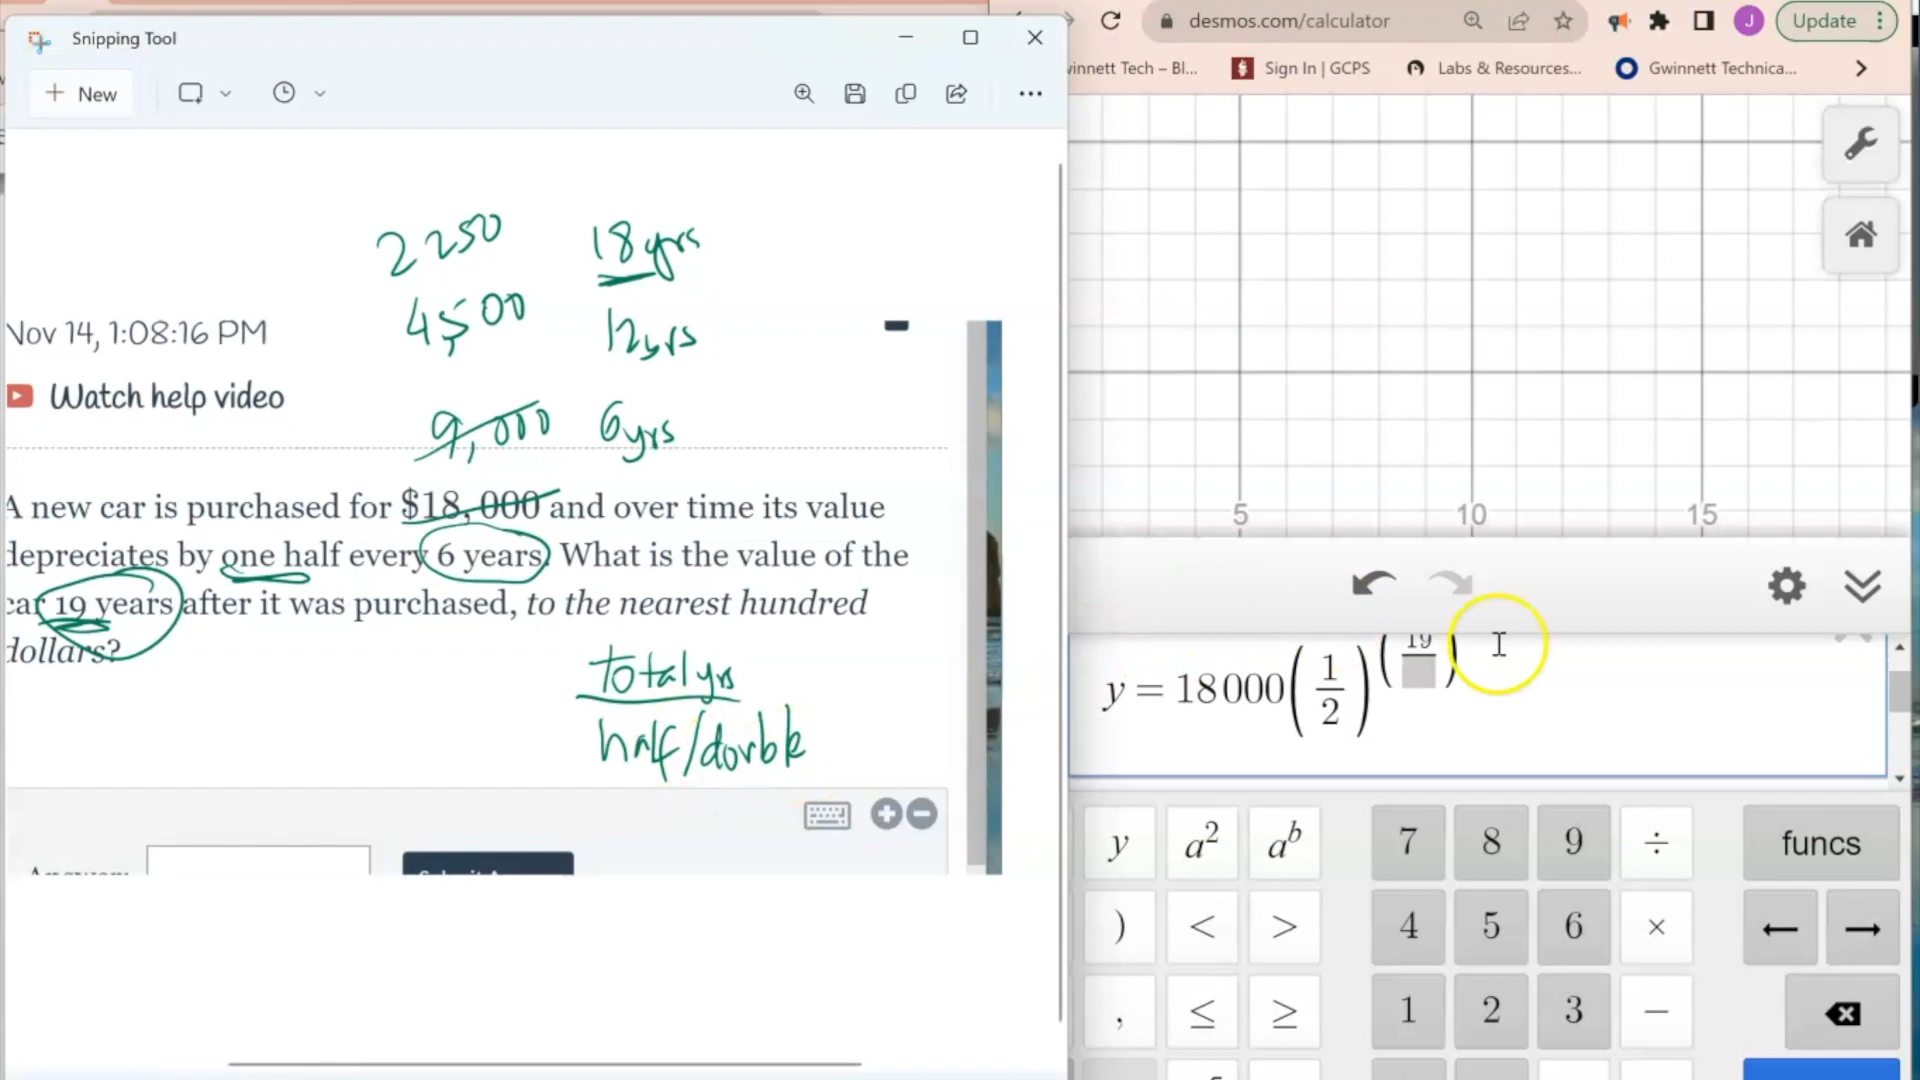 Snipping Tool
New
2250 18 yrs
4,500 12 yrs
Nov 14, 1:08:16 PM
Watch help video
9,000 6 yrs
A new car is purchased for $18,000 and over time its value
depreciates by one half every 6 years. What is the value of the
car 19 years after it was purchased, to the nearest hundred
dollars?
total yrs
half/double
desmos.com/calculator
J
Update
winnett Tech – Bl...
Sign In | GCPS
Labs & Resources...
Gwinnett Technica...
5 10 15
y = 18000(1/2)^(19/ )
y a² aᵇ 7 8 9 ÷ funcs
) < > 4 5 6 × ← →
, ≤ ≥ 1 2 3 −